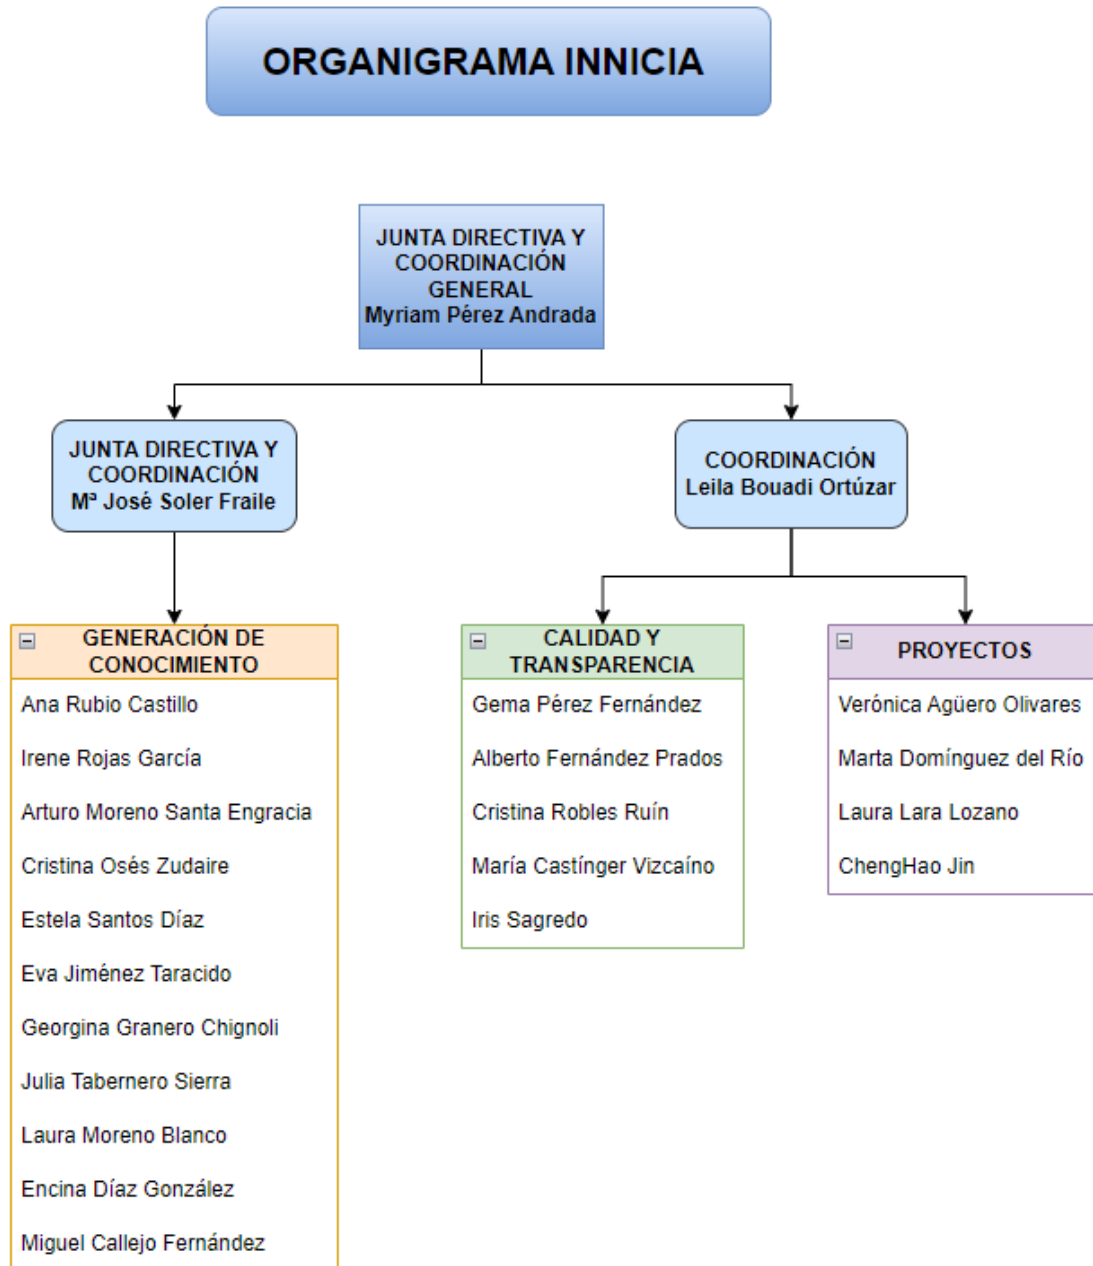 ORGANIGRAMA INNICIA
JUNTA DIRECTIVA Y
COORDINACIÓN
GENERAL
Myriam Pérez Andrada
JUNTA DIRECTIVA Y
COORDINACIÓN
Mª José Soler Fraile
COORDINACIÓN
Leila Bouadi Ortúzar
GENERACIÓN DE
CONOCIMIENTO
Ana Rubio Castillo
Irene Rojas García
Arturo Moreno Santa Engracia
Cristina Osés Zudaire
Estela Santos Díaz
Eva Jiménez Taracido
Georgina Granero Chignoli
Julia Tabernero Sierra
Laura Moreno Blanco
Encina Díaz González
Miguel Callejo Fernández
CALIDAD Y
TRANSPARENCIA
Gema Pérez Fernández
Alberto Fernández Prados
Cristina Robles Ruín
María Castínger Vizcaíno
Iris Sagredo
PROYECTOS
Verónica Agüero Olivares
Marta Domínguez del Río
Laura Lara Lozano
ChengHao Jin